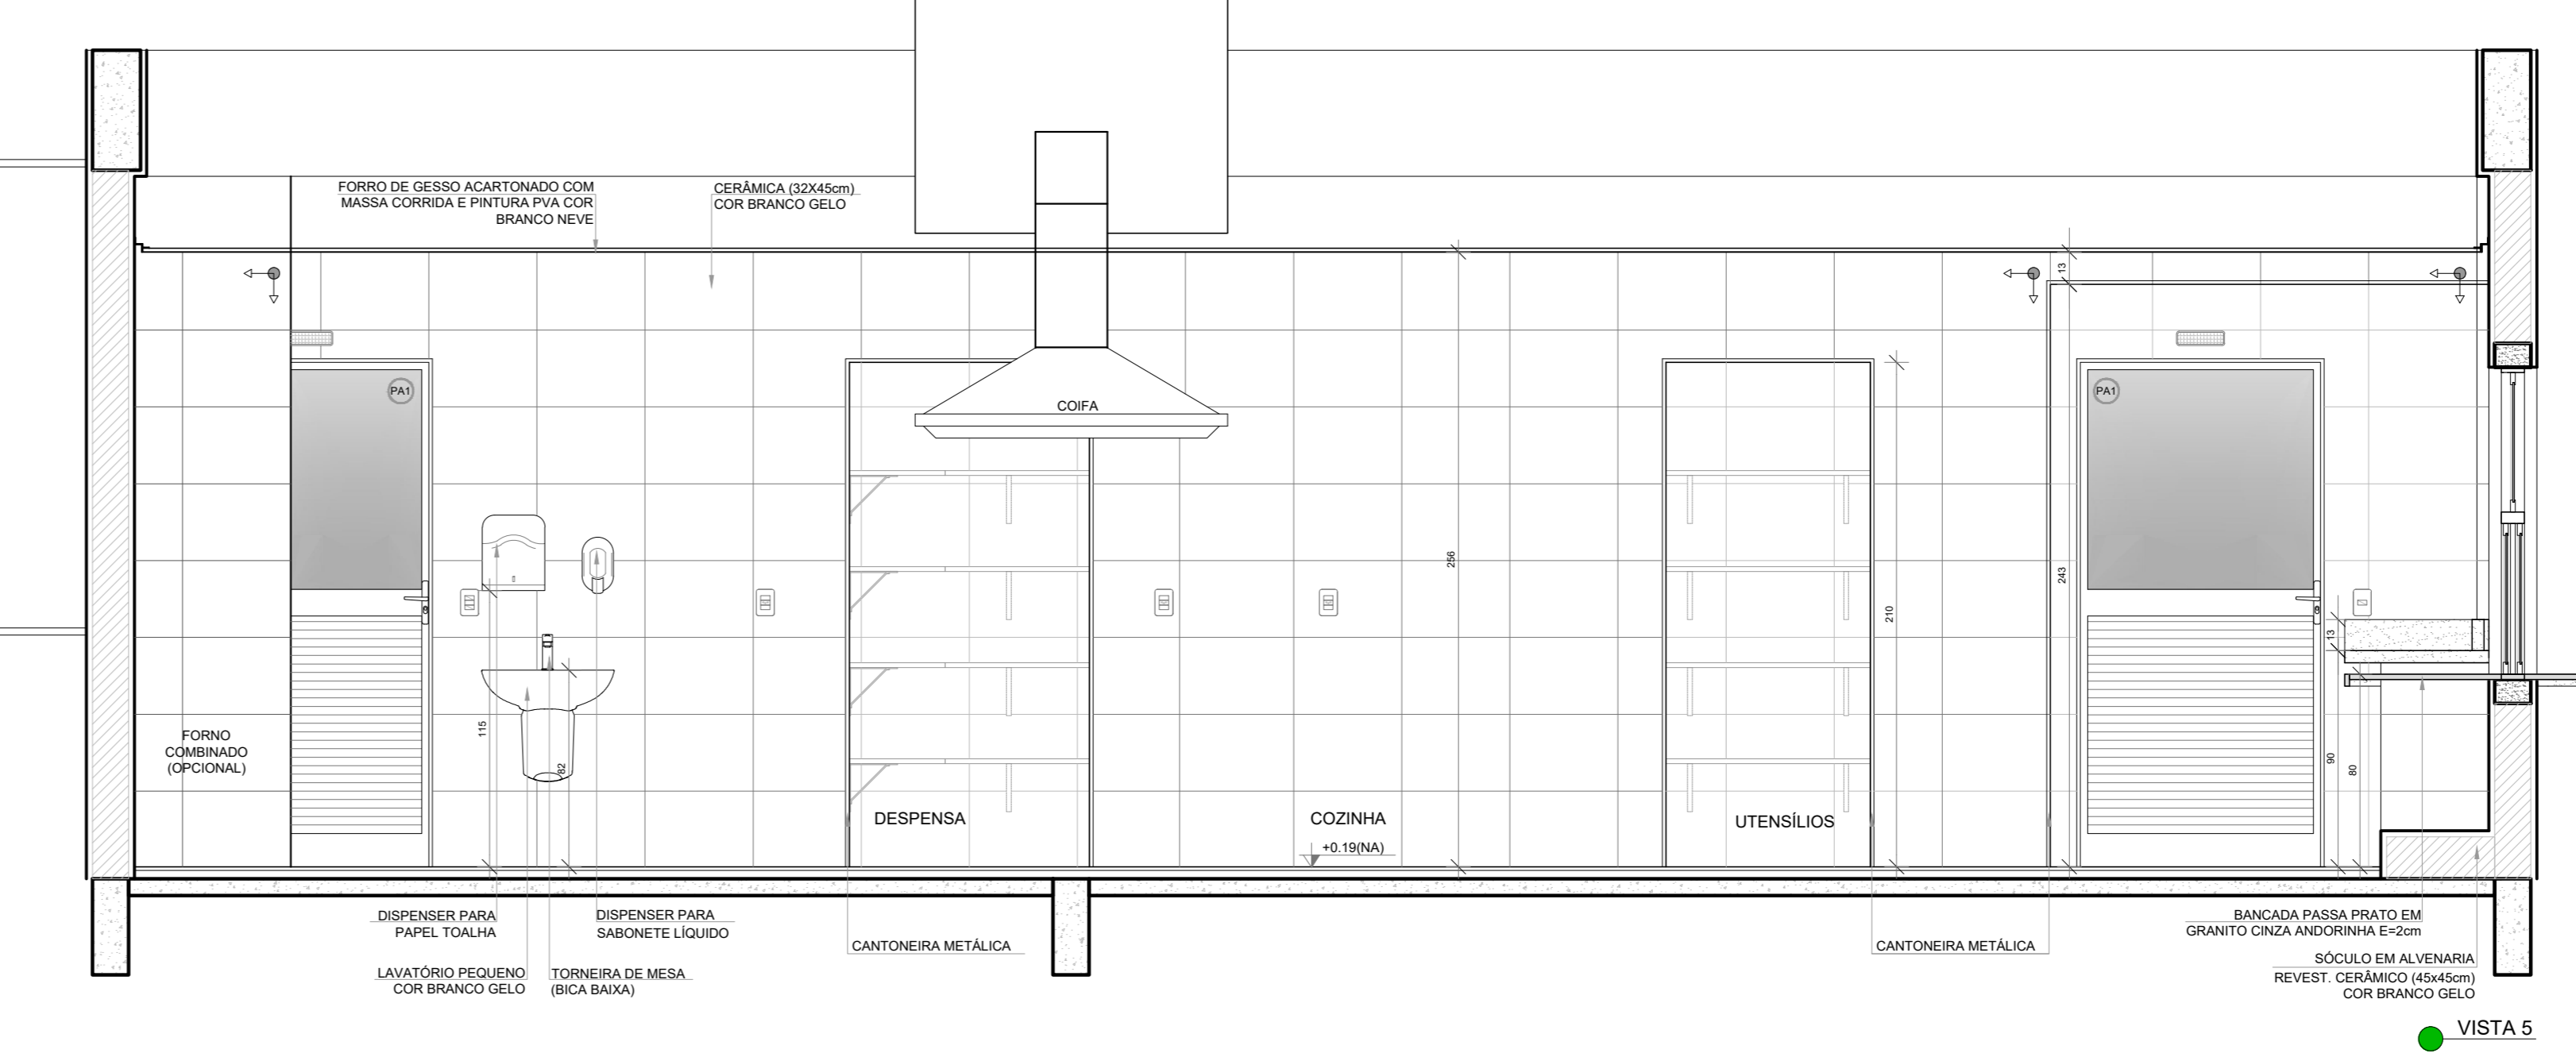 FORRO DE GESSO ACARTONADO COM
MASSA CORRIDA E PINTURA PVA COR
BRANCO NEVE
CERÂMICA (32X45cm)
COR BRANCO GELO
13
PA1
PA1
COIFA
256
243
210
13
115
82
90
80
FORNO
COMBINADO
(OPCIONAL)
DESPENSA
COZINHA
+0.19(NA)
UTENSÍLIOS
DISPENSER PARA
PAPEL TOALHA
DISPENSER PARA
SABONETE LÍQUIDO
CANTONEIRA METÁLICA
CANTONEIRA METÁLICA
BANCADA PASSA PRATO EM
GRANITO CINZA ANDORINHA E=2cm
LAVATÓRIO PEQUENO
COR BRANCO GELO
TORNEIRA DE MESA
(BICA BAIXA)
SÓCULO EM ALVENARIA
REVEST. CERÂMICO (45x45cm)
COR BRANCO GELO
VISTA 5